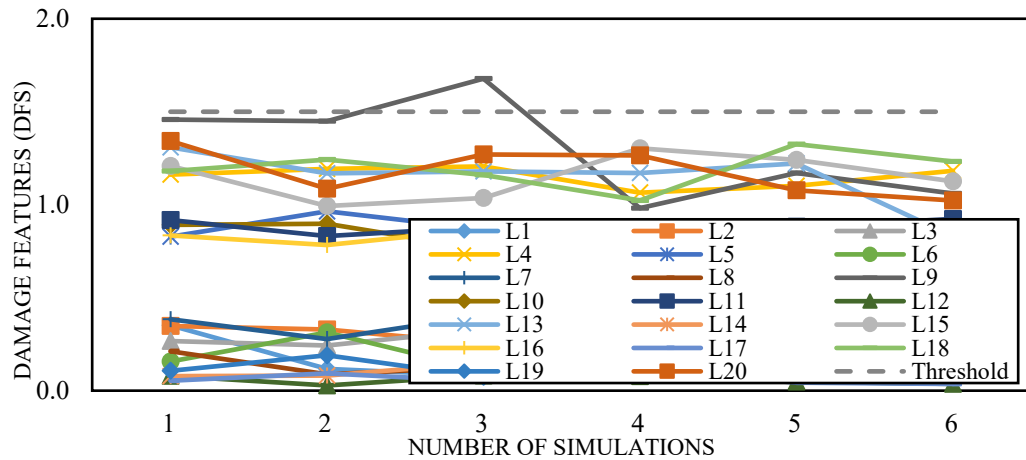 2.0
1.0
0.0
DAMAGE FEATURES (DFS)
L1 L2 L3
L4 L5 L6
L7 L8 L9
L10 L11 L12
L13 L14 L15
L16 L17 L18
L19 L20 Threshold
1 2 3 4 5 6
NUMBER OF SIMULATIONS